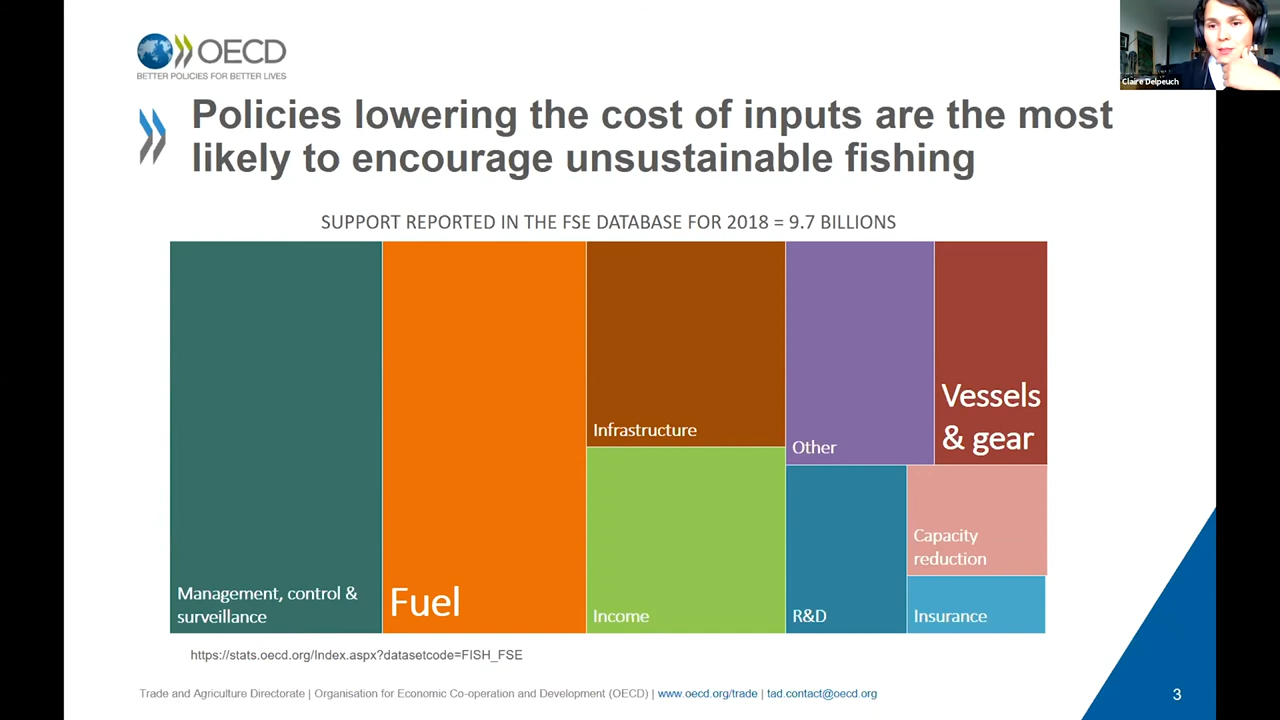 OECD
BETTER POLICIES FOR BETTER LIVES
Claire Delpeuch
Policies lowering the cost of inputs are the most
likely to encourage unsustainable fishing
SUPPORT REPORTED IN THE FSE DATABASE FOR 2018 = 9.7 BILLIONS
Management, control &
surveillance
Fuel
Infrastructure
Income
Other
Vessels
& gear
R&D
Capacity
reduction
Insurance
https://stats.oecd.org/Index.aspx?datasetcode=FISH_FSE
Trade and Agriculture Directorate | Organisation for Economic Co-operation and Development (OECD) | www.oecd.org/trade | tad.contact@oecd.org
3